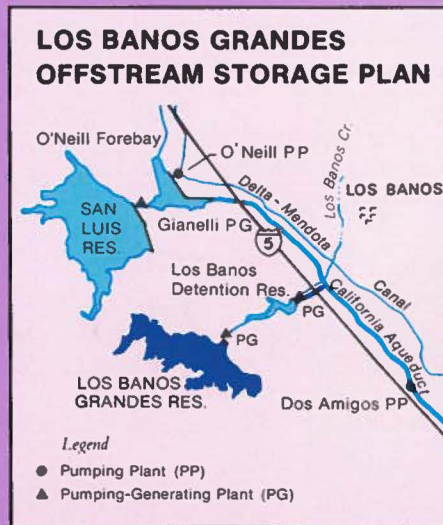 LOS BANOS GRANDES
OFFSTREAM STORAGE PLAN
O'Neill Forebay
O'Neill PP
Delta - Mendota
Los Banos Cr.
LOS BANOS
SAN
LUIS
RES.
Gianelli PG
5
Los Banos
Detention Res.
PG
California Aqueduct
Canal
PG
LOS BANOS
GRANDES RES.
Dos Amigos PP
Legend
Pumping Plant (PP)
Pumping-Generating Plant (PG)